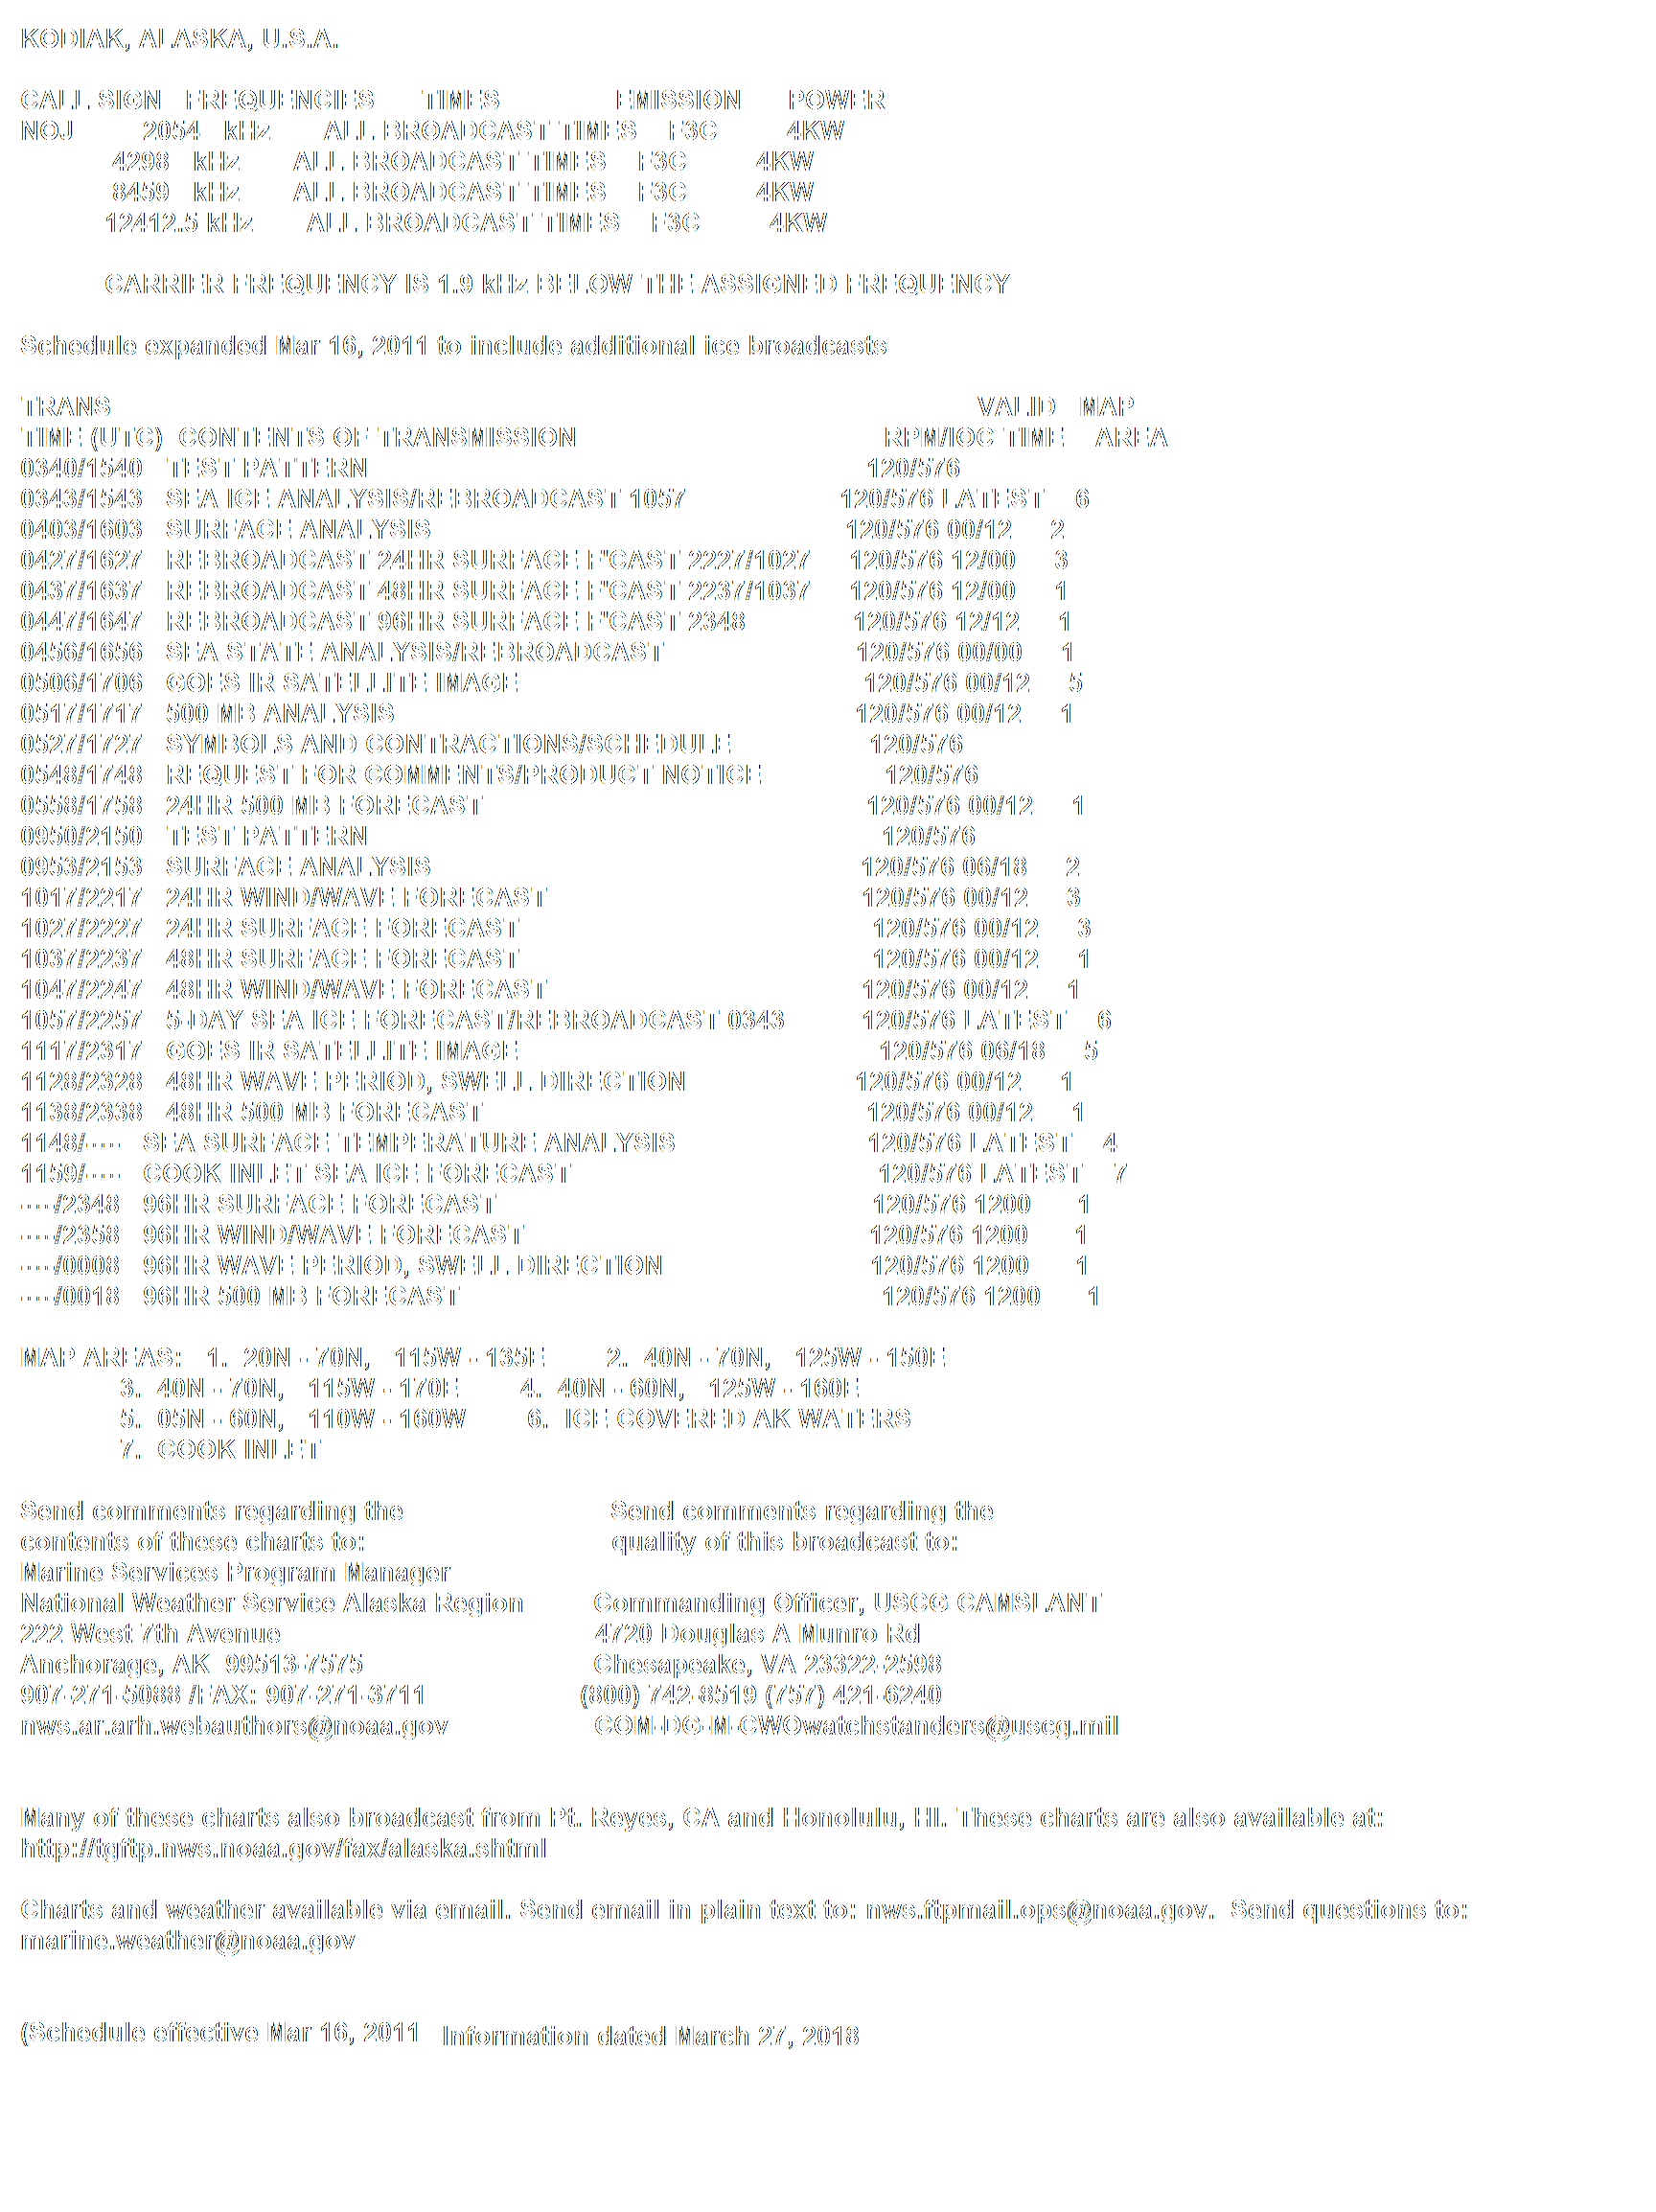 KODIAK, ALASKA, U.S.A.
CALL SIGN FREQUENCIES TIMES EMISSION POWER
NOJ 2054 kHz ALL BROADCAST TIMES F3C 4KW
4298 kHz ALL BROADCAST TIMES F3C 4KW
8459 kHz ALL BROADCAST TIMES F3C 4KW
12412.5 kHz ALL BROADCAST TIMES F3C 4KW
CARRIER FREQUENCY IS 1.9 kHz BELOW THE ASSIGNED FREQUENCY
Schedule expanded Mar 16, 2011 to include additional ice broadcasts
TRANS VALID MAP
TIME (UTC) CONTENTS OF TRANSMISSION RPM/IOC TIME AREA
0340/1540 TEST PATTERN 120/576
0343/1543 SEA ICE ANALYSIS/REBROADCAST 1057 120/576 LATEST 6
0403/1603 SURFACE ANALYSIS 120/576 00/12 2
0427/1627 REBROADCAST 24HR SURFACE F"CAST 2227/1027 120/576 12/00 3
0437/1637 REBROADCAST 48HR SURFACE F"CAST 2237/1037 120/576 12/00 1
0447/1647 REBROADCAST 96HR SURFACE F"CAST 2348 120/576 12/12 1
0456/1656 SEA STATE ANALYSIS/REBROADCAST 120/576 00/00 1
0506/1706 GOES IR SATELLITE IMAGE 120/576 00/12 5
0517/1717 500 MB ANALYSIS 120/576 00/12 1
0527/1727 SYMBOLS AND CONTRACTIONS/SCHEDULE 120/576
0548/1748 REQUEST FOR COMMENTS/PRODUCT NOTICE 120/576
0558/1758 24HR 500 MB FORECAST 120/576 00/12 1
0950/2150 TEST PATTERN 120/576
0953/2153 SURFACE ANALYSIS 120/576 06/18 2
1017/2217 24HR WIND/WAVE FORECAST 120/576 00/12 3
1027/2227 24HR SURFACE FORECAST 120/576 00/12 3
1037/2237 48HR SURFACE FORECAST 120/576 00/12 1
1047/2247 48HR WIND/WAVE FORECAST 120/576 00/12 1
1057/2257 5-DAY SEA ICE FORECAST/REBROADCAST 0343 120/576 LATEST 6
1117/2317 GOES IR SATELLITE IMAGE 120/576 06/18 5
1128/2328 48HR WAVE PERIOD, SWELL DIRECTION 120/576 00/12 1
1138/2338 48HR 500 MB FORECAST 120/576 00/12 1
1148/---- SEA SURFACE TEMPERATURE ANALYSIS 120/576 LATEST 4
1159/---- COOK INLET SEA ICE FORECAST 120/576 LATEST 7
----/2348 96HR SURFACE FORECAST 120/576 1200 1
----/2358 96HR WIND/WAVE FORECAST 120/576 1200 1
----/0008 96HR WAVE PERIOD, SWELL DIRECTION 120/576 1200 1
----/0018 96HR 500 MB FORECAST 120/576 1200 1
MAP AREAS: 1. 20N - 70N, 115W - 135E 2. 40N - 70N, 125W - 150E
3. 40N - 70N, 115W - 170E 4. 40N - 60N, 125W - 160E
5. 05N - 60N, 110W - 160W 6. ICE COVERED AK WATERS
7. COOK INLET
Send comments regarding the Send comments regarding the
contents of these charts to: quality of this broadcast to:
Marine Services Program Manager
National Weather Service Alaska Region Commanding Officer, USCG CAMSLANT
222 West 7th Avenue 4720 Douglas A Munro Rd
Anchorage, AK 99513-7575 Chesapeake, VA 23322-2598
907-271-5088 /FAX: 907-271-3711 (800) 742-8519 (757) 421-6240
nws.ar.arh.webauthors@noaa.gov COM-DG-M-CWOwatchstanders@uscg.mil
Many of these charts also broadcast from Pt. Reyes, CA and Honolulu, HI. These charts are also available at:
http://tgftp.nws.noaa.gov/fax/alaska.shtml
Charts and weather available via email. Send email in plain text to: nws.ftpmail.ops@noaa.gov. Send questions to:
marine.weather@noaa.gov
(Schedule effective Mar 16, 2011 Information dated March 27, 2018